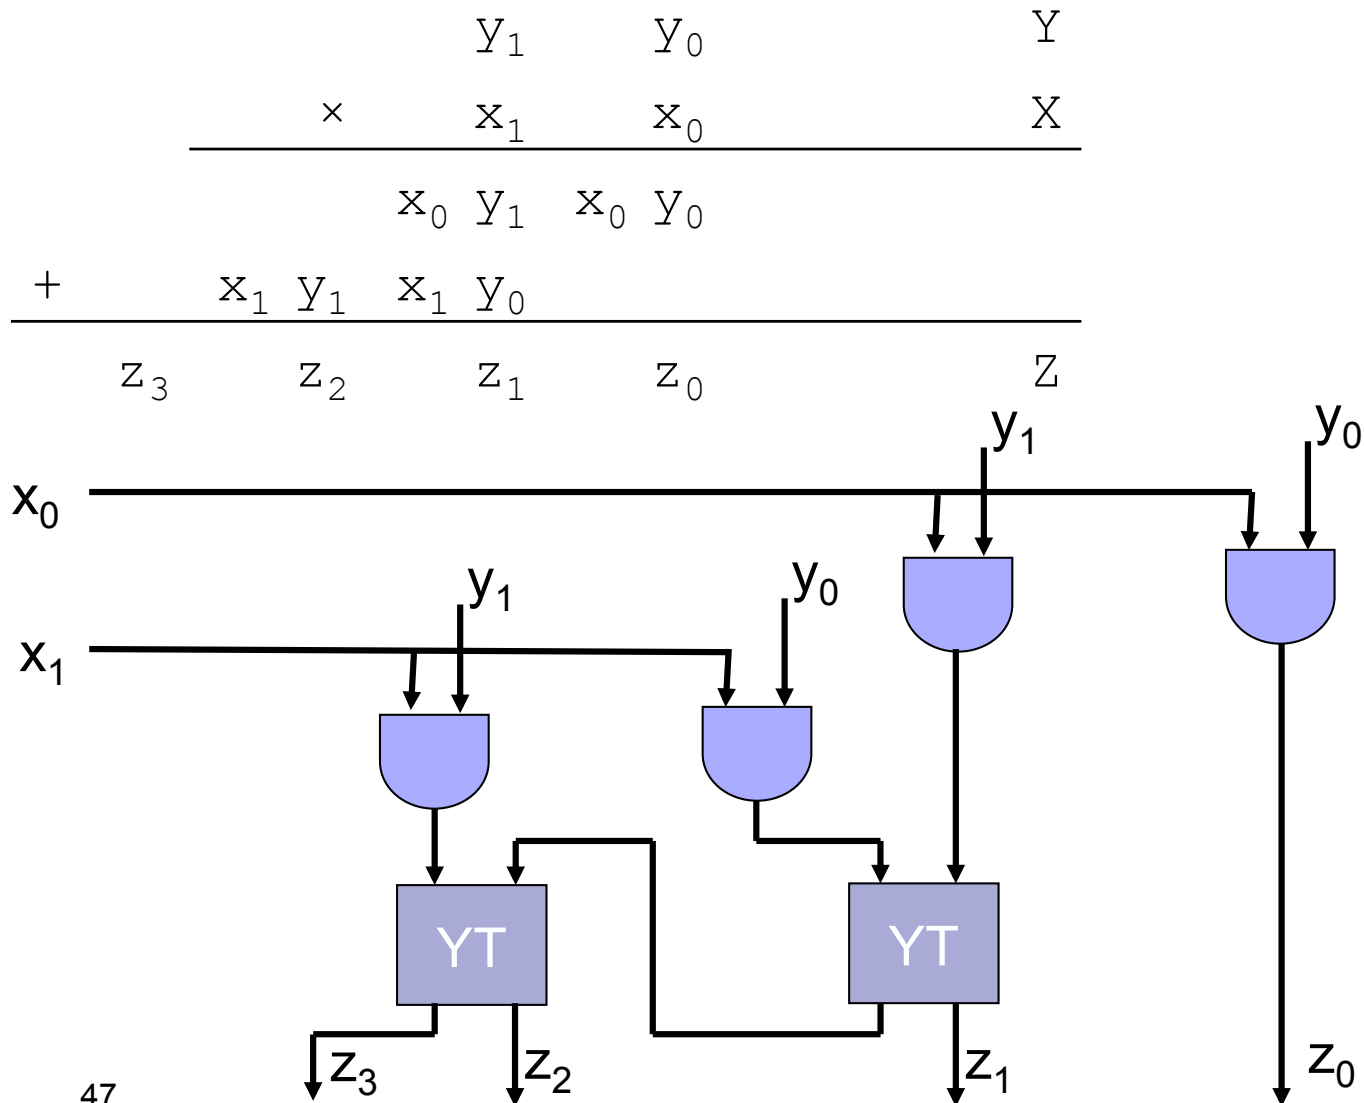 y₁ y₀ Y
× x₁ x₀ X
x₀ y₁ x₀ y₀
+ x₁ y₁ x₁ y₀
z₃ z₂ z₁ z₀ Z
y₁ y₀
x₀
y₁ y₀
x₁
YT YT
z₃ z₂ z₁ z₀
47